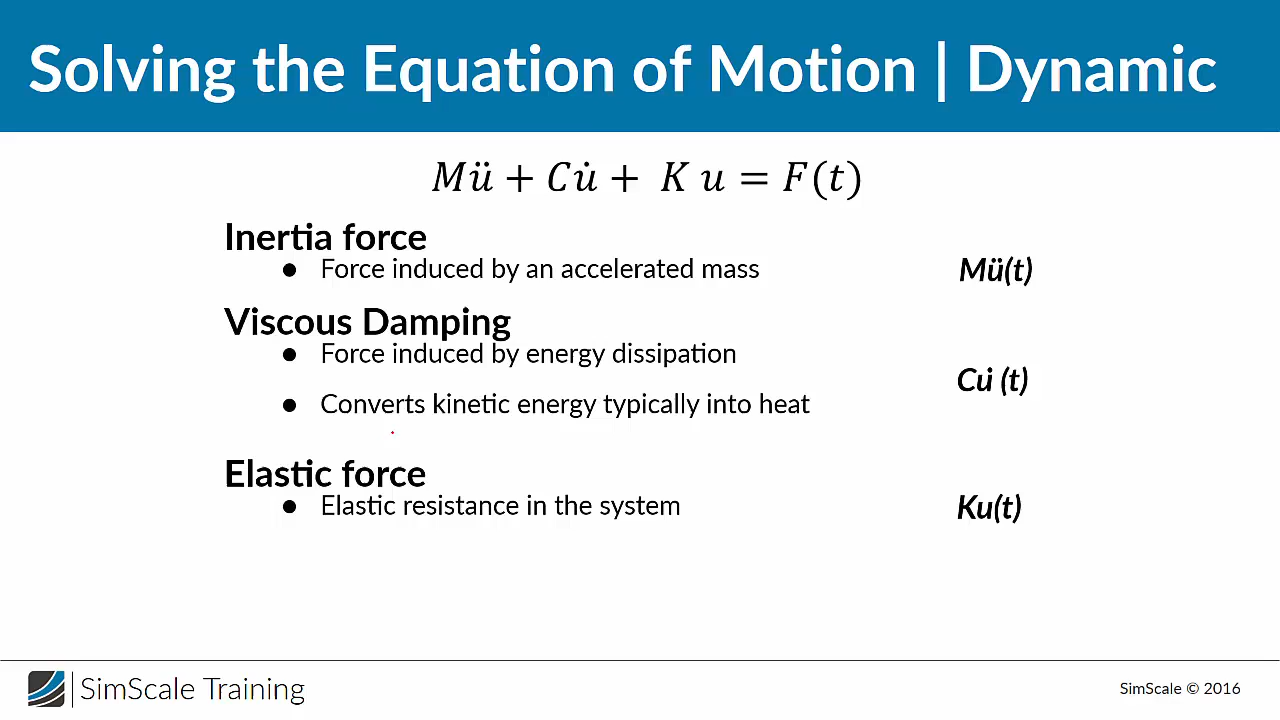 Solving the Equation of Motion | Dynamic
Mü + Cu̇ + K u = F(t)
Inertia force
● Force induced by an accelerated mass
Mü(t)
Viscous Damping
● Force induced by energy dissipation
Cu̇ (t)
● Converts kinetic energy typically into heat
Elastic force
● Elastic resistance in the system
Ku(t)
SimScale Training
SimScale © 2016